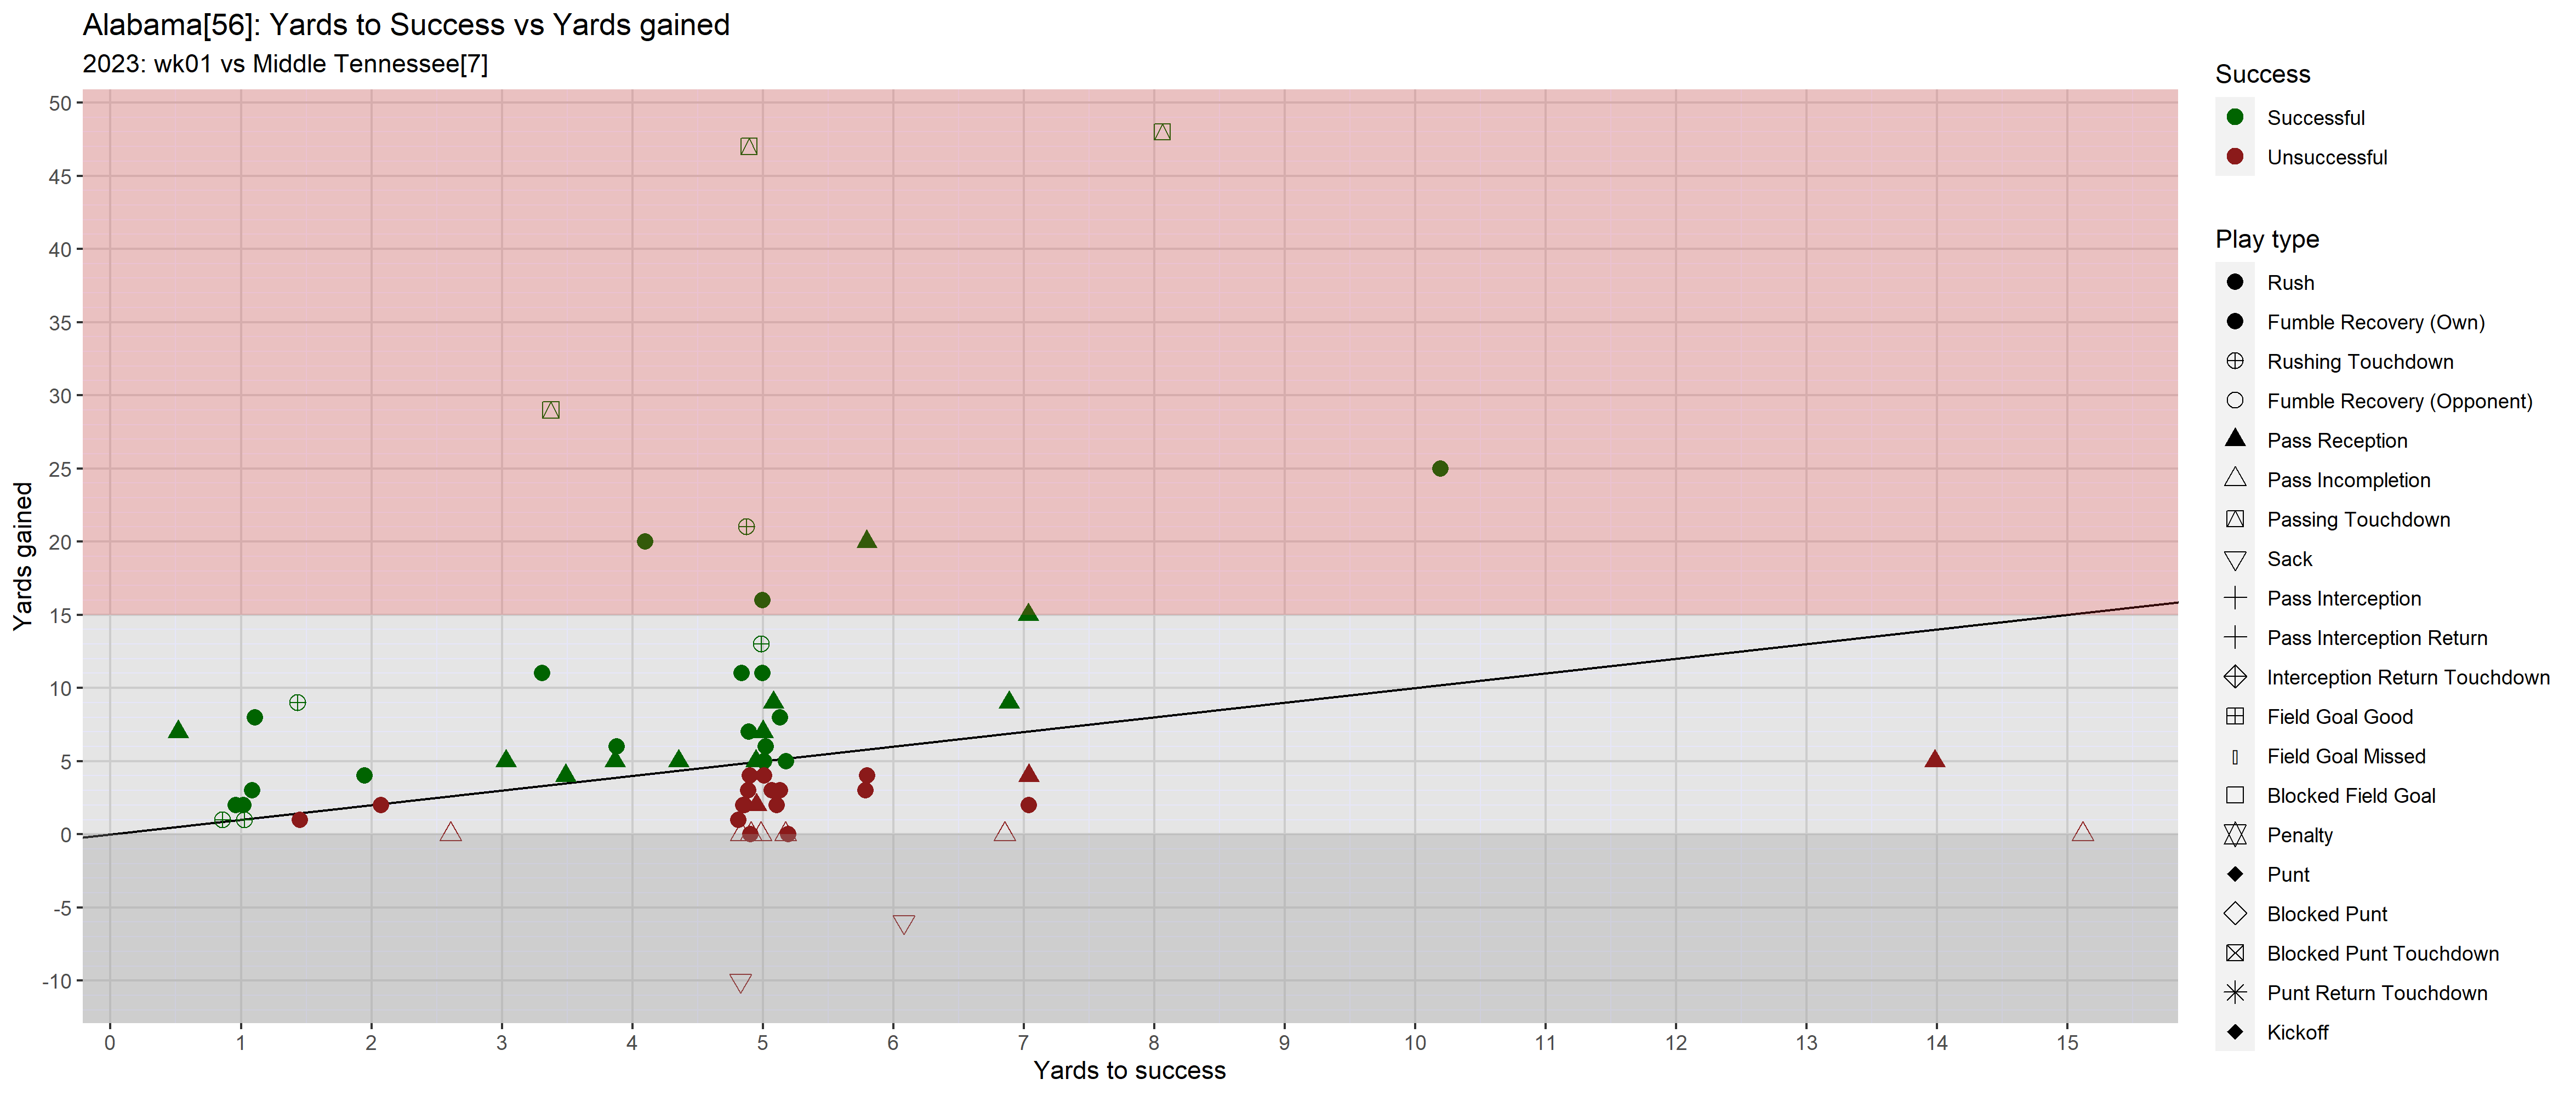 Alabama[56]: Yards to Success vs Yards gained
2023: wk01 vs Middle Tennessee[7]
Yards gained
50
45
40
35
30
25
20
15
10
5
0
-5
-10
0 1 2 3 4 5 6 7 8 9 10 11 12 13 14 15
Yards to success
Success
Successful
Unsuccessful
Play type
Rush
Fumble Recovery (Own)
Rushing Touchdown
Fumble Recovery (Opponent)
Pass Reception
Pass Incompletion
Passing Touchdown
Sack
Pass Interception
Pass Interception Return
Interception Return Touchdown
Field Goal Good
Field Goal Missed
Blocked Field Goal
Penalty
Punt
Blocked Punt
Blocked Punt Touchdown
Punt Return Touchdown
Kickoff